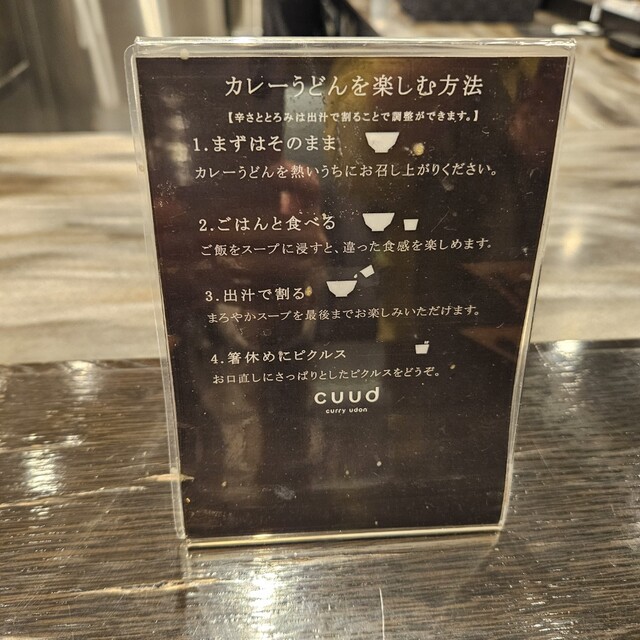 カレーうどんを楽しむ方法
【辛さととろみは出汁で割ることで調整ができます。】
1.まずはそのまま
カレーうどんを熱いうちにお召し上がりください。
2.ごはんと食べる
ご飯をスープに浸すと、違った食感を楽しめます。
3.出汁で割る
まろやかスープを最後までお楽しみいただけます。
4.箸休めにピクルス
お口直しにさっぱりとしたピクルスをどうぞ。
cuud
curry udon